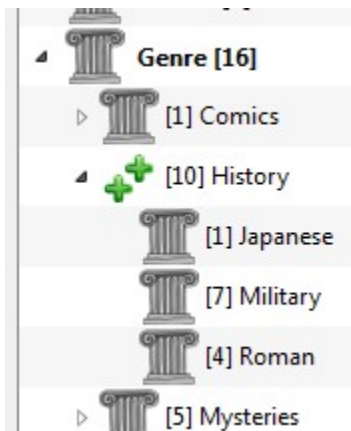 Genre [16]
[1] Comics
[10] History
[1] Japanese
[7] Military
[4] Roman
[5] Mysteries